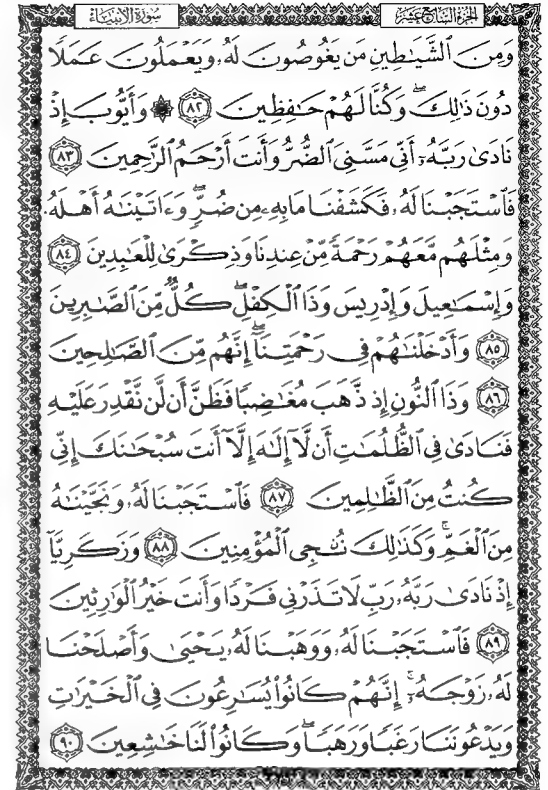 الجزء السابع عشر
سورة الأنبياء
وَمِنَ ٱلشَّيَٰطِينِ مَن يَغُوصُونَ لَهُۥ وَيَعْمَلُونَ عَمَلًا
دُونَ ذَٰلِكَ ۖ وَكُنَّا لَهُمْ حَٰفِظِينَ ﴿٨٢﴾ ۞ وَأَيُّوبَ إِذْ
نَادَىٰ رَبَّهُۥٓ أَنِّى مَسَّنِىَ ٱلضُّرُّ وَأَنتَ أَرْحَمُ ٱلرَّٰحِمِينَ ﴿٨٣﴾
فَٱسْتَجَبْنَا لَهُۥ فَكَشَفْنَا مَا بِهِۦ مِن ضُرٍّ ۖ وَءَاتَيْنَٰهُ أَهْلَهُۥ
وَمِثْلَهُم مَّعَهُمْ رَحْمَةً مِّنْ عِندِنَا وَذِكْرَىٰ لِلْعَٰبِدِينَ ﴿٨٤﴾
وَإِسْمَٰعِيلَ وَإِدْرِيسَ وَذَا ٱلْكِفْلِ ۖ كُلٌّ مِّنَ ٱلصَّٰبِرِينَ
﴿٨٥﴾ وَأَدْخَلْنَٰهُمْ فِى رَحْمَتِنَآ ۖ إِنَّهُم مِّنَ ٱلصَّٰلِحِينَ
﴿٨٦﴾ وَذَا ٱلنُّونِ إِذ ذَّهَبَ مُغَٰضِبًا فَظَنَّ أَن لَّن نَّقْدِرَ عَلَيْهِ
فَنَادَىٰ فِى ٱلظُّلُمَٰتِ أَن لَّآ إِلَٰهَ إِلَّآ أَنتَ سُبْحَٰنَكَ إِنِّى
كُنتُ مِنَ ٱلظَّٰلِمِينَ ﴿٨٧﴾ فَٱسْتَجَبْنَا لَهُۥ وَنَجَّيْنَٰهُ
مِنَ ٱلْغَمِّ ۚ وَكَذَٰلِكَ نُۨجِى ٱلْمُؤْمِنِينَ ﴿٨٨﴾ وَزَكَرِيَّآ
إِذْ نَادَىٰ رَبَّهُۥ رَبِّ لَا تَذَرْنِى فَرْدًا وَأَنتَ خَيْرُ ٱلْوَٰرِثِينَ
﴿٨٩﴾ فَٱسْتَجَبْنَا لَهُۥ وَوَهَبْنَا لَهُۥ يَحْيَىٰ وَأَصْلَحْنَا
لَهُۥ زَوْجَهُۥٓ ۚ إِنَّهُمْ كَانُوا۟ يُسَٰرِعُونَ فِى ٱلْخَيْرَٰتِ
وَيَدْعُونَنَا رَغَبًا وَرَهَبًا ۖ وَكَانُوا۟ لَنَا خَٰشِعِينَ ﴿٩٠﴾